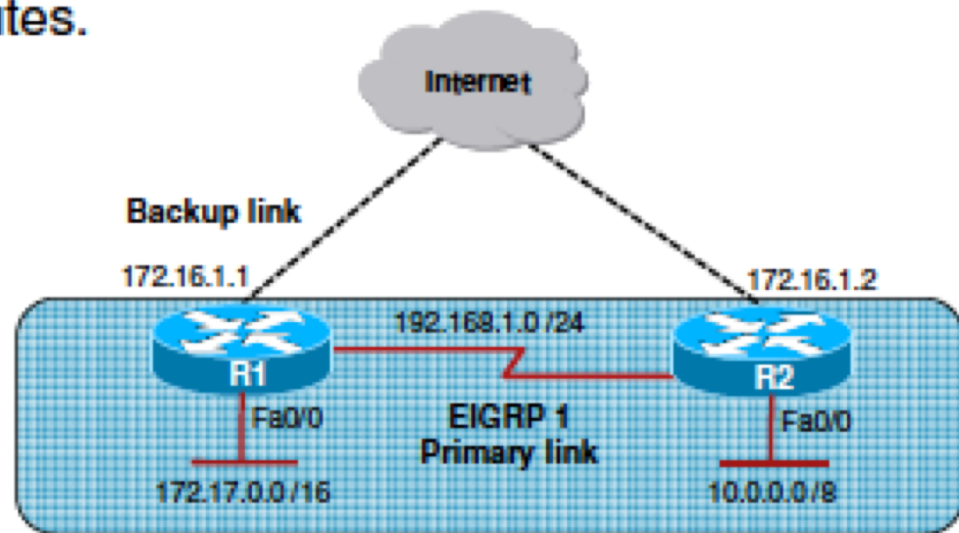 utes.
Internet
Backup link
172.16.1.1
172.16.1.2
192.168.1.0 /24
R1
R2
Fa0/0
EIGRP 1
Primary link
Fa0/0
172.17.0.0 /16
10.0.0.0 /8